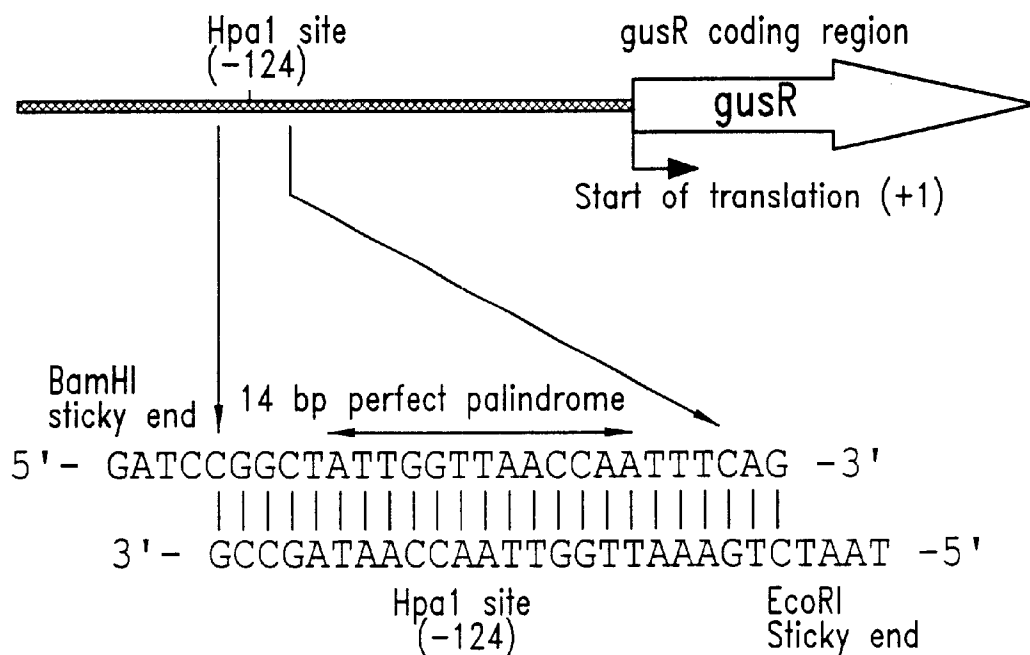 Hpa1 site
(-124)
gusR coding region
gusR
Start of translation (+1)
BamHI
sticky end
14 bp perfect palindrome
5'- GATCCGGCTATTGGTTAACCAATTTCAG -3'
3'- GCCGATAACCAATTGGTTAAAGTCTAAT -5'
Hpa1 site
(-124)
EcoRI
Sticky end